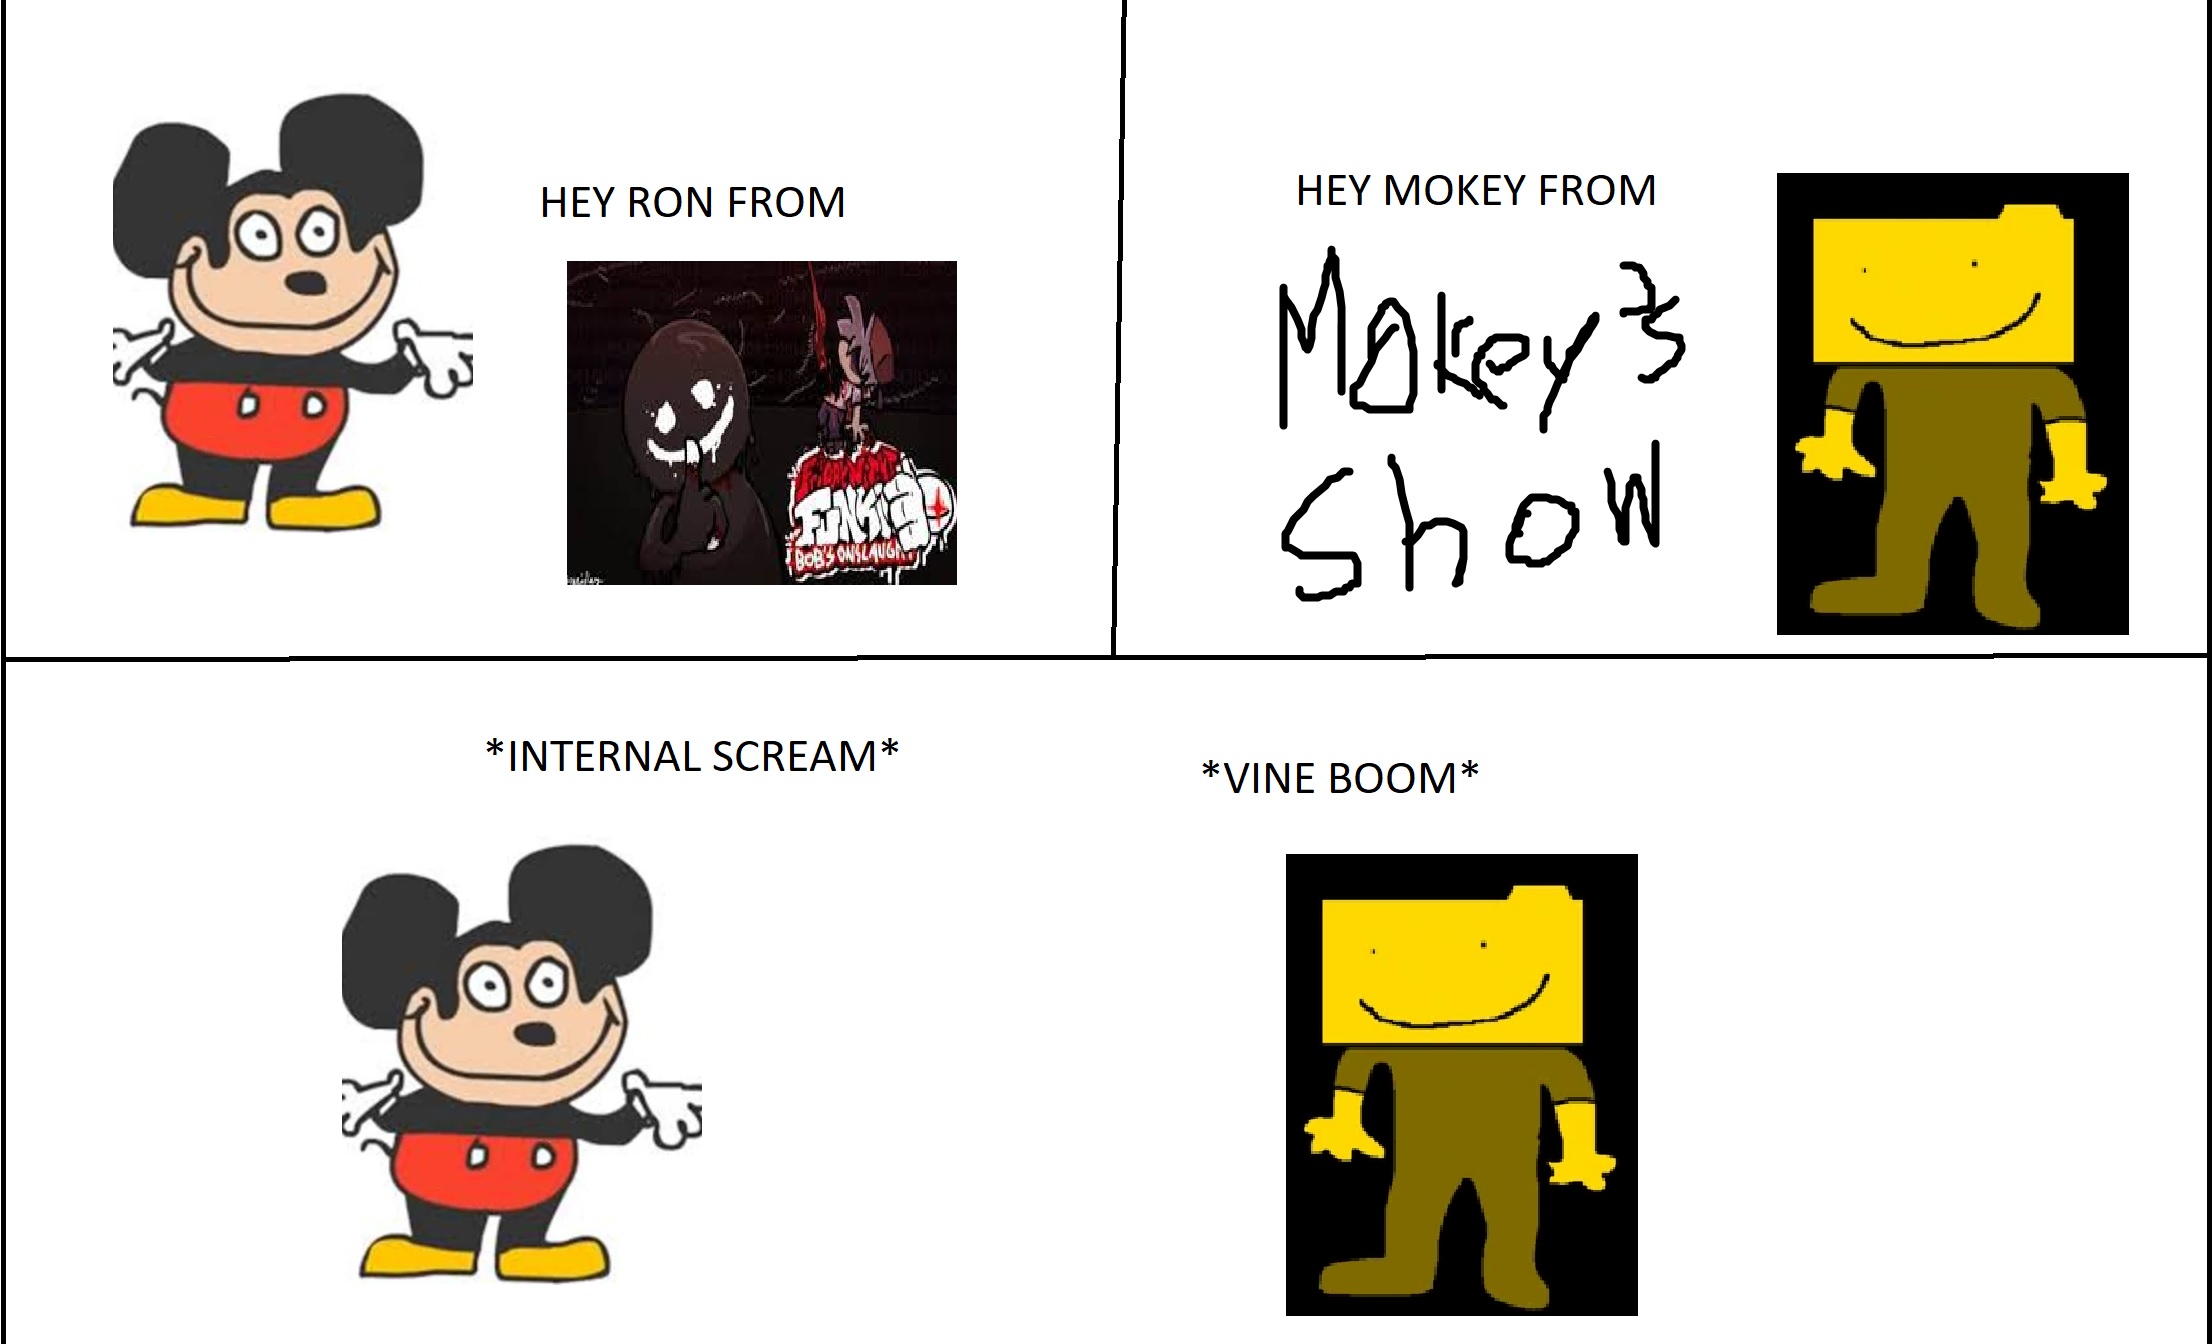 HEY RON FROM
FRIDAY NIGHT
FUNKIN
BOB'S ONSLAUGHT
HEY MOKEY FROM
Mokey's
Show
*INTERNAL SCREAM*
*VINE BOOM*